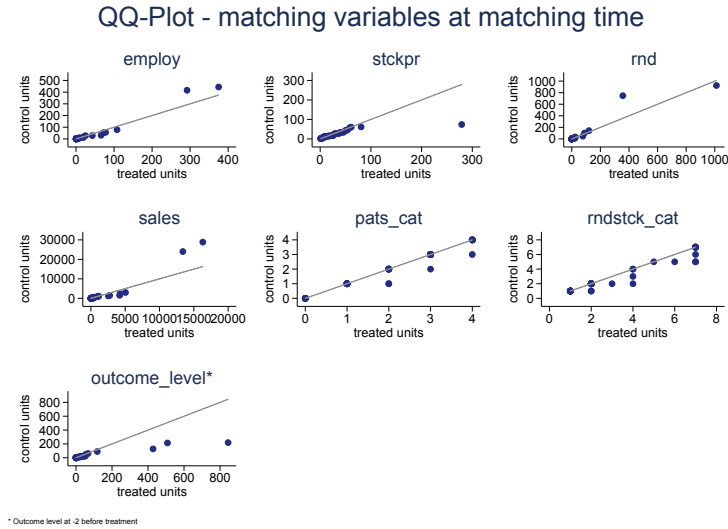 QQ-Plot - matching variables at matching time
employ
control units
500
400
300
200
100
0
0 100 200 300 400
treated units
stckpr
control units
300
200
100
0
0 100 200 300
treated units
rnd
control units
1000
800
600
400
200
0 200 400 600 800 1000
treated units
sales
control units
30000
20000
10000
0
0 5000 10000 15000 20000
treated units
pats_cat
control units
4
3
2
1
0
0 1 2 3 4
treated units
rndstck_cat
control units
8
6
4
2
0
0 2 4 6 8
treated units
outcome_level*
control units
800
600
400
200
0
0 200 400 600 800
treated units
* Outcome level at -2 before treatment